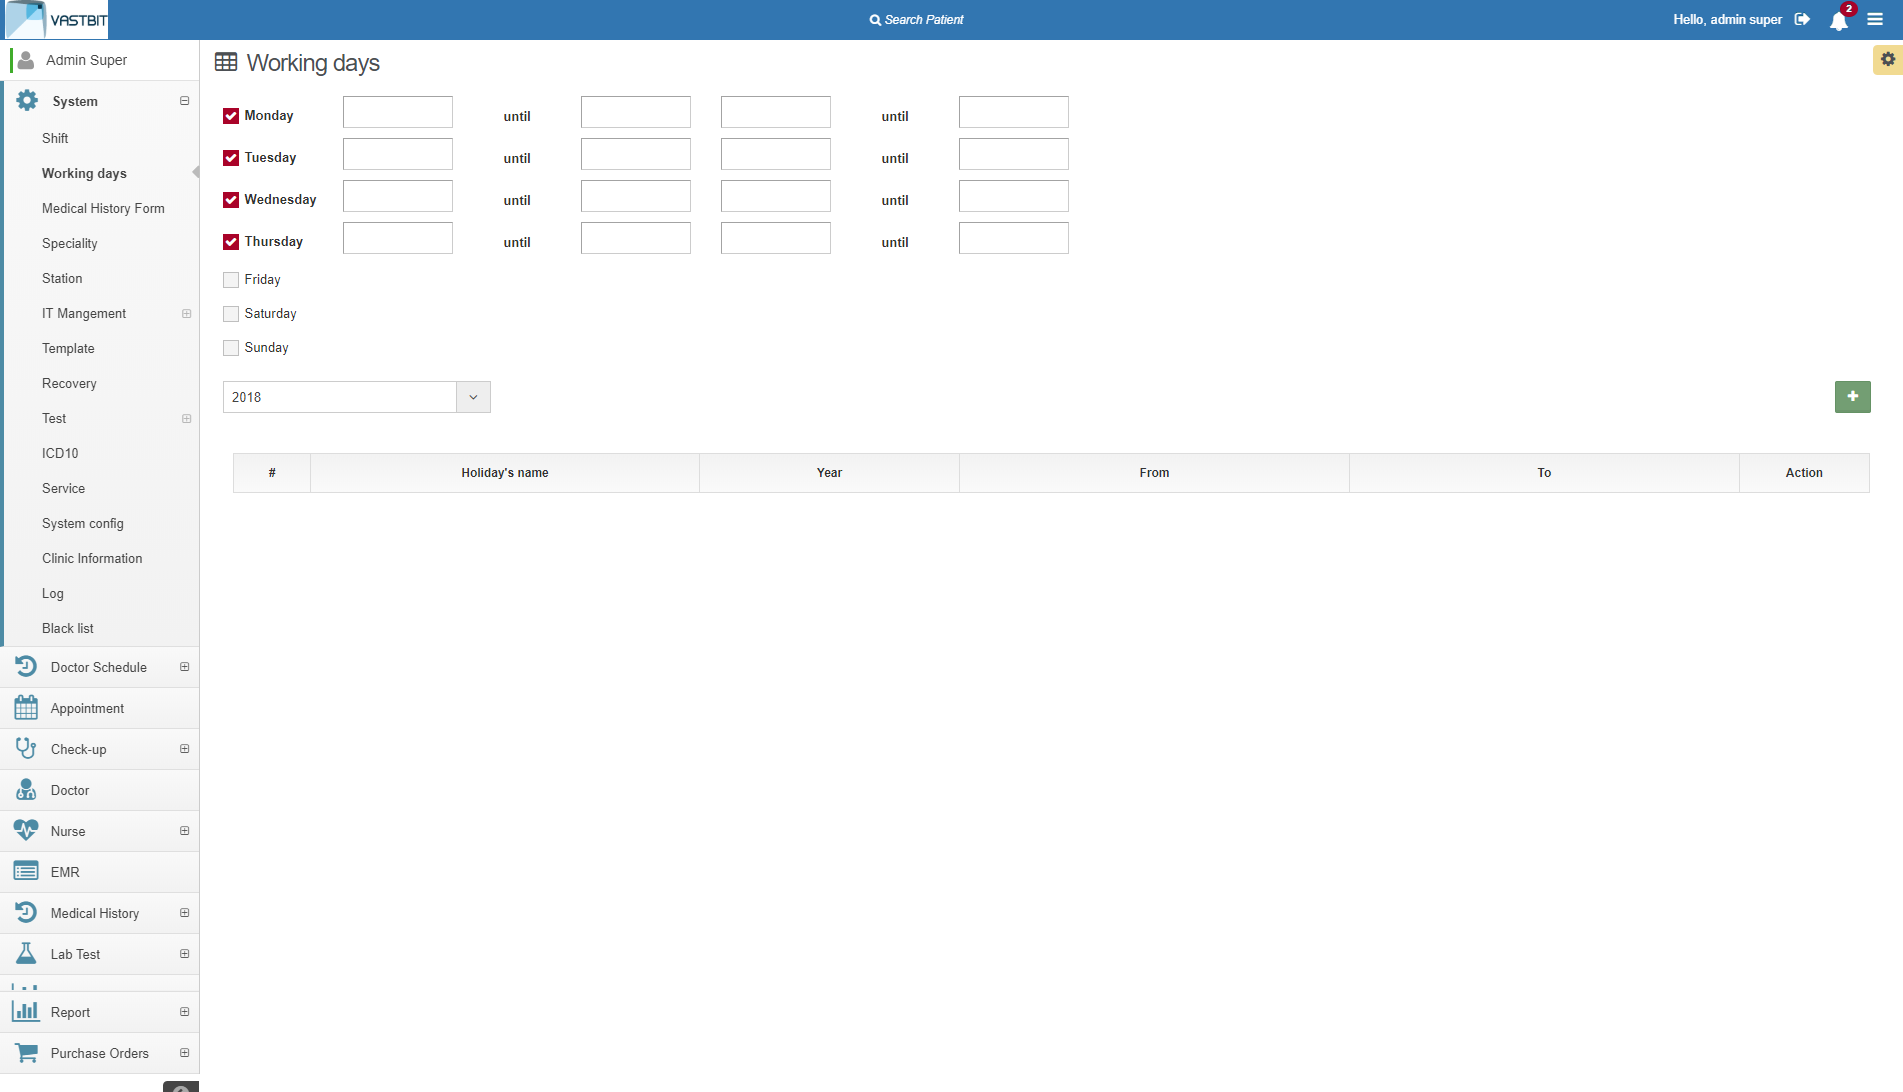 VASTBIT
Search Patient
Hello, admin super
2
Admin Super
System
Shift
Working days
Medical History Form
Speciality
Station
IT Mangement
Template
Recovery
Test
ICD10
Service
System config
Clinic Information
Log
Black list
Doctor Schedule
Appointment
Check-up
Doctor
Nurse
EMR
Medical History
Lab Test
Report
Purchase Orders
Working days
Monday until until
Tuesday until until
Wednesday until until
Thursday until until
Friday
Saturday
Sunday
2018
# Holiday's name Year From To Action